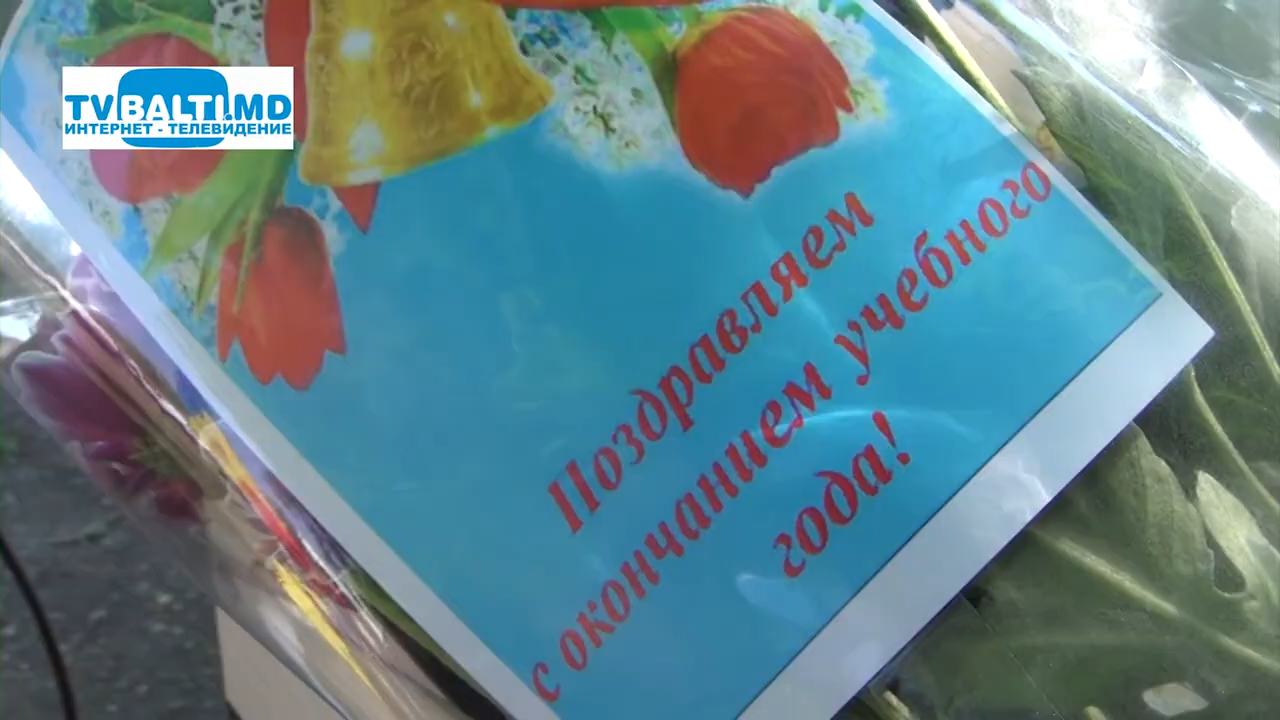 TVBALTI.MD
ИНТЕРНЕТ - ТЕЛЕВИДЕНИЕ
Поздравляем
с окончанием учебного
года!